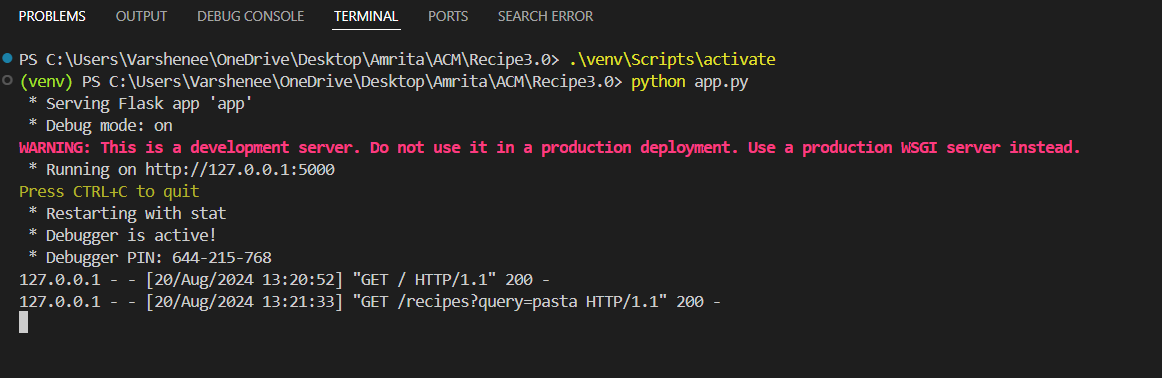 PROBLEMS OUTPUT DEBUG CONSOLE TERMINAL PORTS SEARCH ERROR
PS C:\Users\Varshenee\OneDrive\Desktop\Amrita\ACM\Recipe3.0> .\venv\Scripts\activate
(venv) PS C:\Users\Varshenee\OneDrive\Desktop\Amrita\ACM\Recipe3.0> python app.py
* Serving Flask app 'app'
* Debug mode: on
WARNING: This is a development server. Do not use it in a production deployment. Use a production WSGI server instead.
* Running on http://127.0.0.1:5000
Press CTRL+C to quit
* Restarting with stat
* Debugger is active!
* Debugger PIN: 644-215-768
127.0.0.1 - - [20/Aug/2024 13:20:52] "GET / HTTP/1.1" 200 -
127.0.0.1 - - [20/Aug/2024 13:21:33] "GET /recipes?query=pasta HTTP/1.1" 200 -